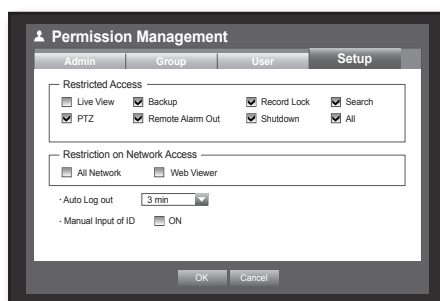 Permission Management
Admin Group User Setup
Restricted Access
Live View Backup Record Lock Search
PTZ Remote Alarm Out Shutdown All
Restriction on Network Access
All Network Web Viewer
· Auto Log out 3 min
· Manual Input of ID ON
OK Cancel